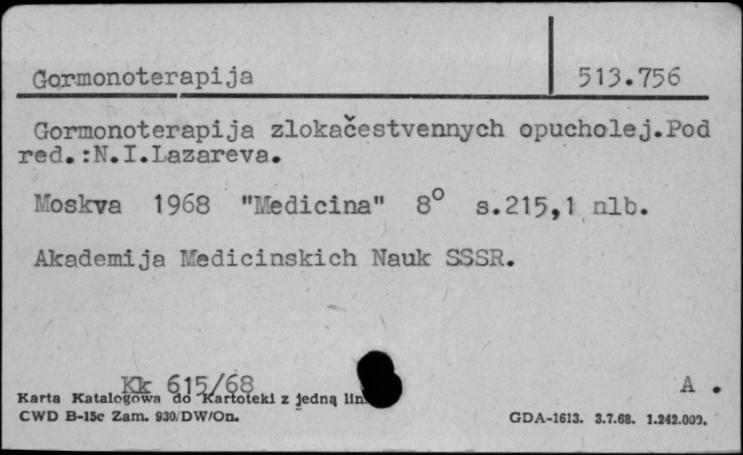 Gormonoterapija 513.756
Gormonoterapija zlokačestvennych opucholej.Pod
red.:N.I.Lazareva.
Moskva 1968 "Medicina" 8° s.215,1 nlb.
Akademija Medicinskich Nauk SSSR.
Kk 615/68 A .
Karta Katalogowa do Kartoteki z jedną
CWD B-15c Zam. 930/DW/On. GDA-1613. 3.7.68. 1.242.000.